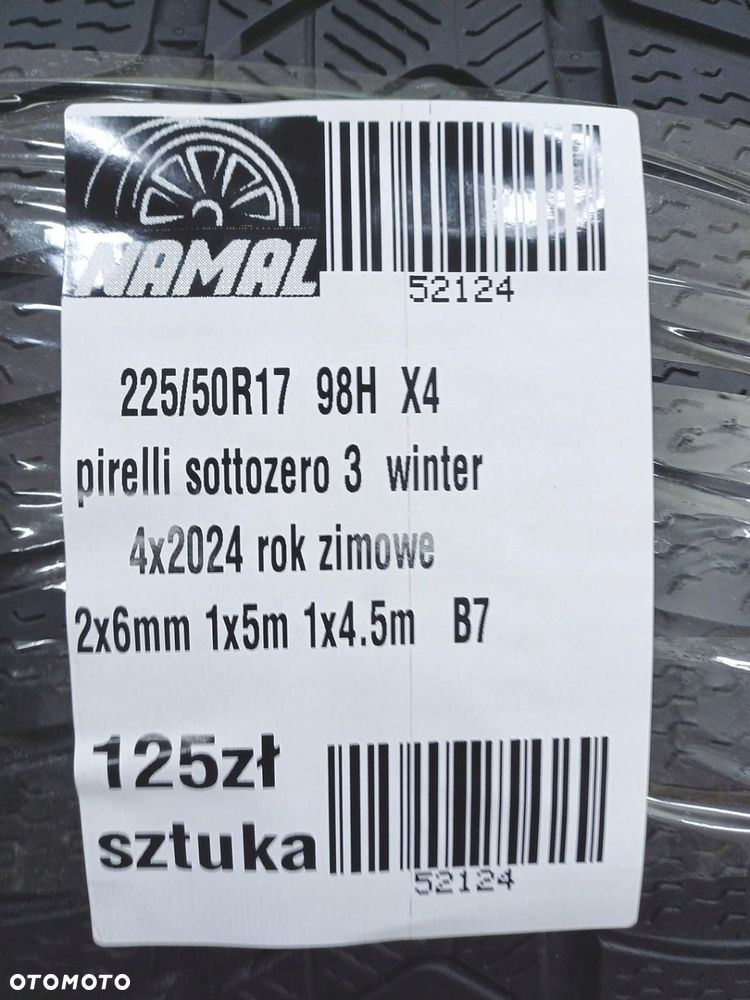 NAMAL
52124
225/50R17 98H X4
pirelli sottozero 3 winter
4x2024 rok zimowe
2x6mm 1x5m 1x4.5m B7
125zł
sztuka
52124
OTOMOTO